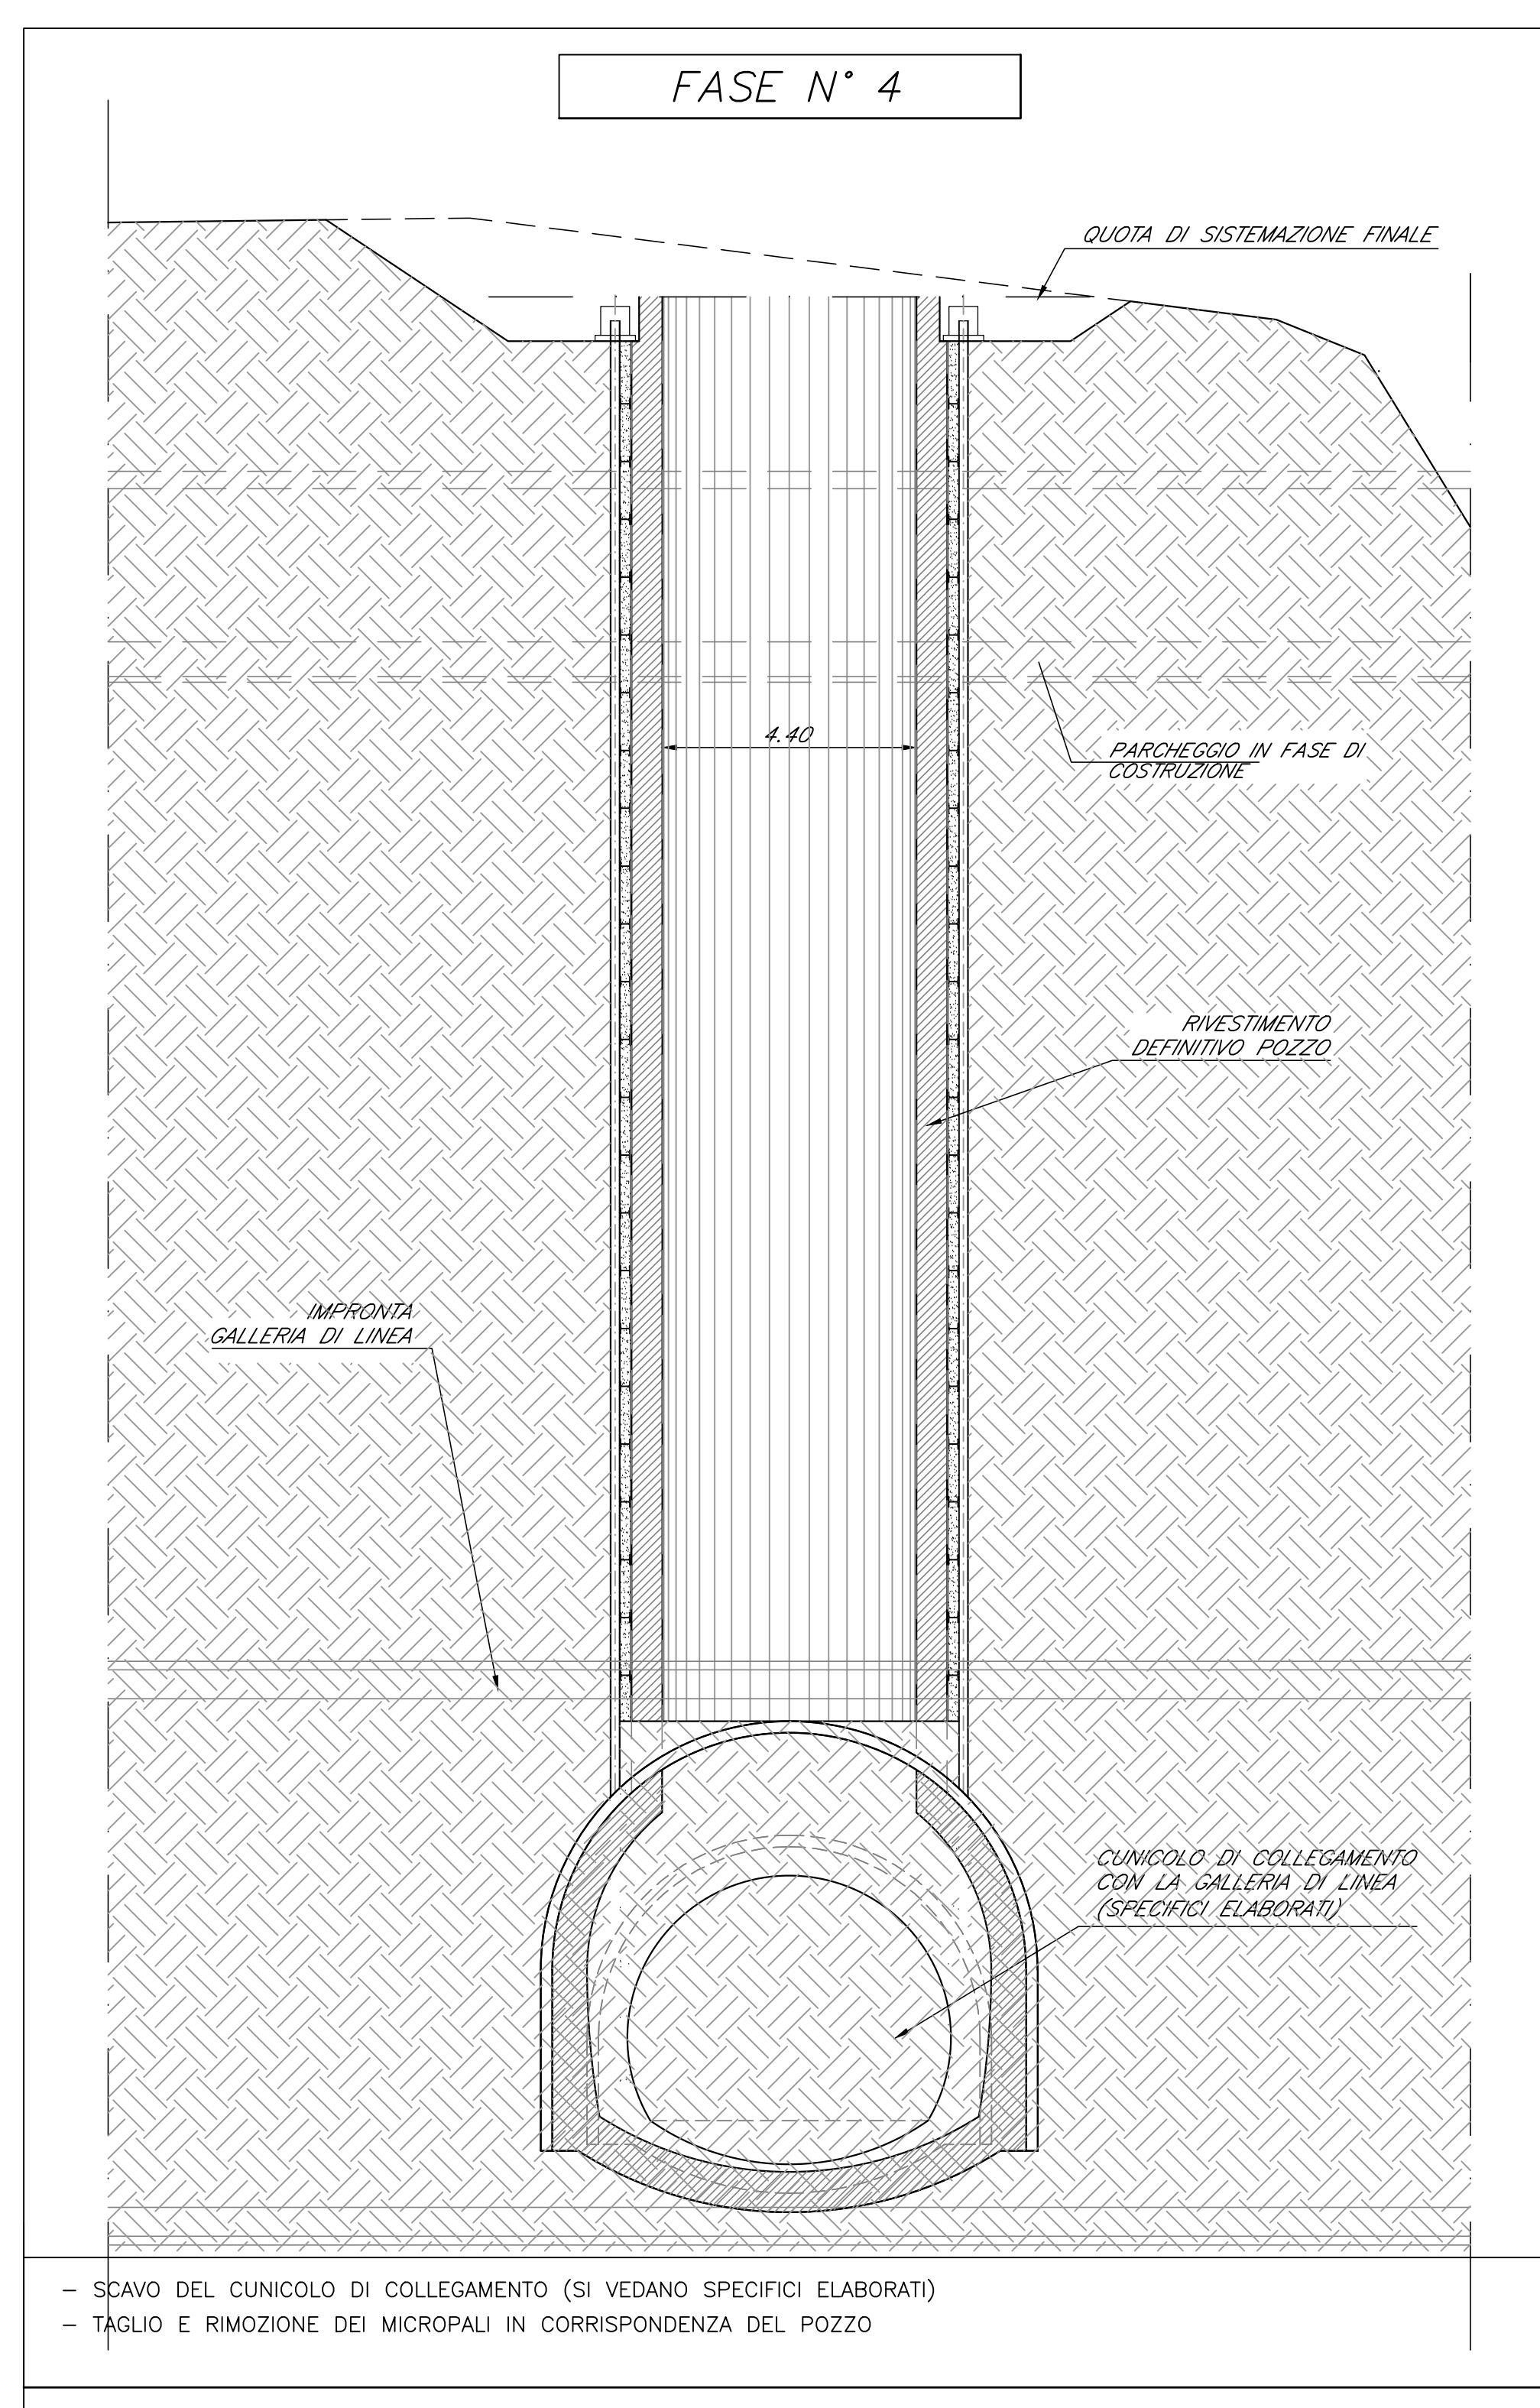 FASE N° 4
QUOTA DI SISTEMAZIONE FINALE
4.40
PARCHEGGIO IN FASE DI
COSTRUZIONE
RIVESTIMENTO
DEFINITIVO POZZO
IMPRONTA
GALLERIA DI LINEA
CUNICOLO DI COLLEGAMENTO
CON LA GALLERIA DI LINEA
(SPECIFICI ELABORATI)
– SCAVO DEL CUNICOLO DI COLLEGAMENTO (SI VEDANO SPECIFICI ELABORATI)
– TAGLIO E RIMOZIONE DEI MICROPALI IN CORRISPONDENZA DEL POZZO